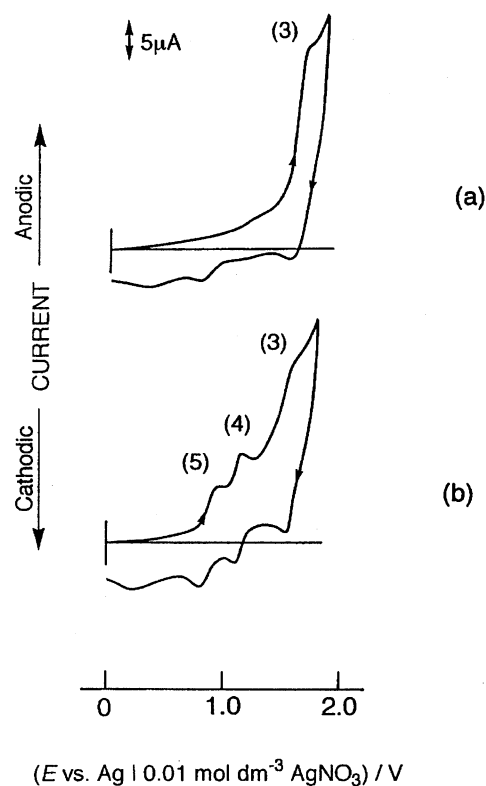 (3)
5μA
(a)
Anodic
CURRENT
Cathodic
(3)
(4)
(5)
(b)
0 1.0 2.0
(E vs. Ag | 0.01 mol dm⁻³ AgNO₃) / V